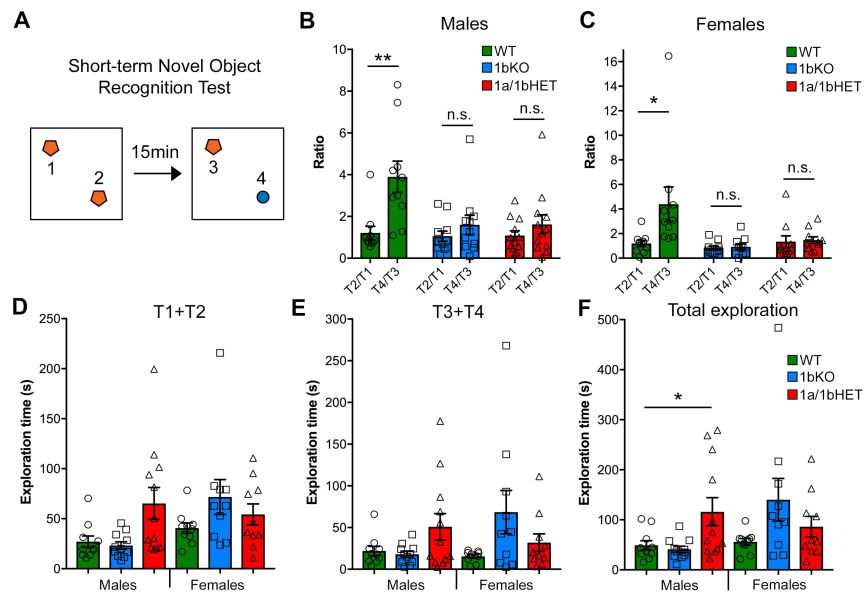 A
Short-term Novel Object
Recognition Test
1
2
15min
3
4
B
Males
WT
1bKO
1a/1bHET
**
n.s.
n.s.
Ratio
10
8
6
4
2
0
T2/T1
T4/T3
T2/T1
T4/T3
T2/T1
T4/T3
C
Females
WT
1bKO
1a/1bHET
*
n.s.
n.s.
Ratio
16
14
12
10
8
6
4
2
0
T2/T1
T4/T3
T2/T1
T4/T3
T2/T1
T4/T3
D
T1+T2
Exploration time (s)
250
200
150
100
50
0
Males
Females
E
T3+T4
Exploration time (s)
300
250
200
150
100
50
0
Males
Females
F
Total exploration
WT
1bKO
1a/1bHET
*
Exploration time (s)
500
400
300
200
100
0
Males
Females